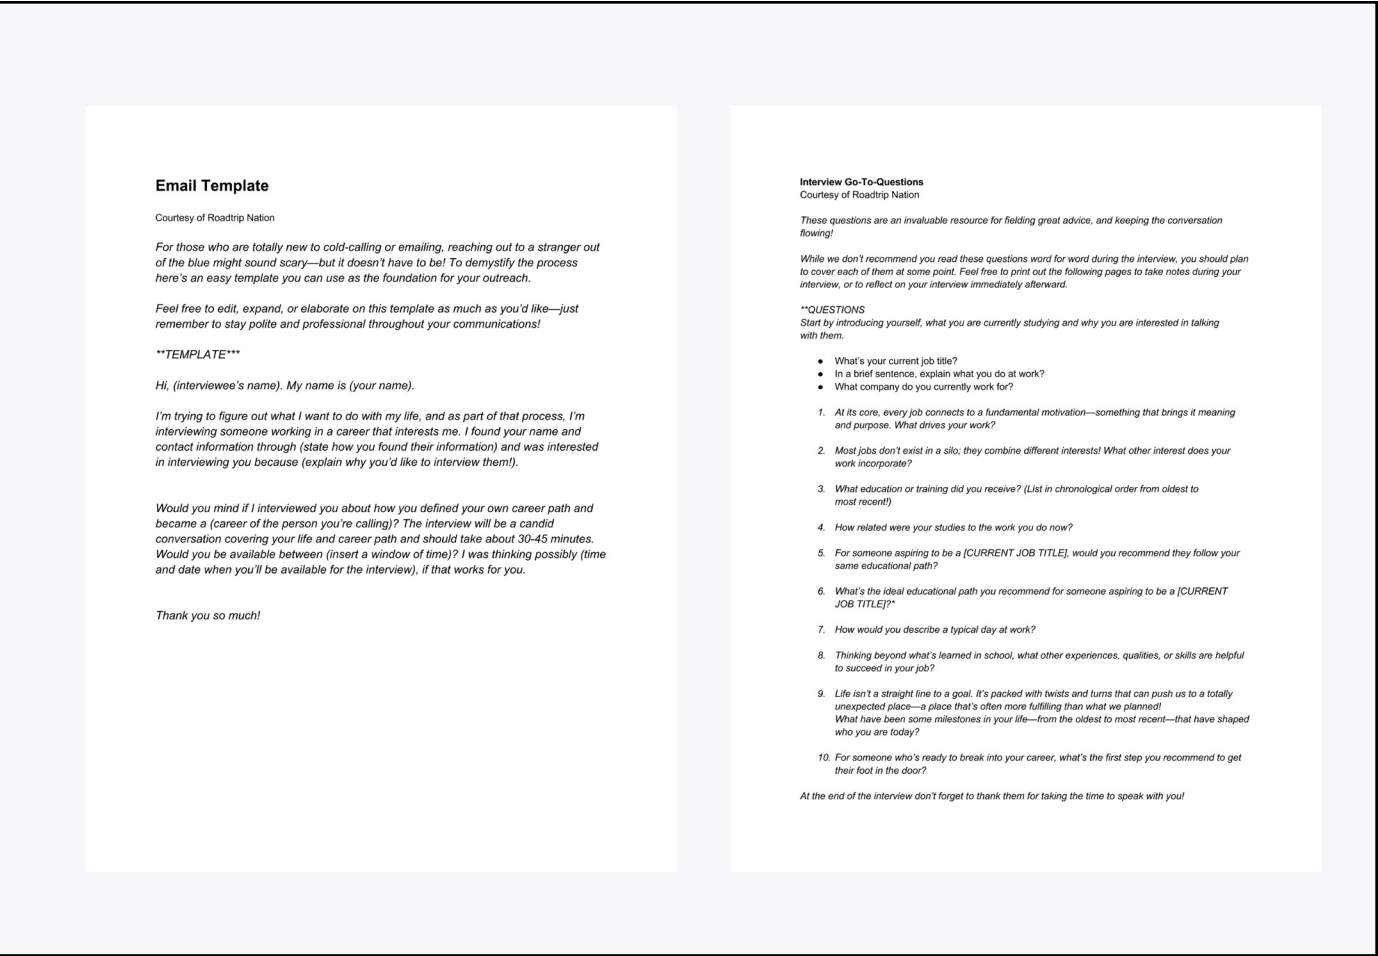 Email Template
Courtesy of Roadtrip Nation
For those who are totally new to cold-calling or emailing, reaching out to a stranger out
of the blue might sound scary—but it doesn’t have to be! To demystify the process
here’s an easy template you can use as the foundation for your outreach.
Feel free to edit, expand, or elaborate on this template as much as you’d like—just
remember to stay polite and professional throughout your communications!
**TEMPLATE***
Hi, (interviewee’s name). My name is (your name).
I’m trying to figure out what I want to do with my life, and as part of that process, I’m
interviewing someone working in a career that interests me. I found your name and
contact information through (state how you found their information) and was interested
in interviewing you because (explain why you’d like to interview them!).
Would you mind if I interviewed you about how you defined your own career path and
became a (career of the person you’re calling)? The interview will be a candid
conversation covering your life and career path and should take about 30-45 minutes.
Would you be available between (insert a window of time)? I was thinking possibly (time
and date when you’ll be available for the interview), if that works for you.
Thank you so much!
Interview Go-To-Questions
Courtesy of Roadtrip Nation
These questions are an invaluable resource for fielding great advice, and keeping the conversation
flowing!
While we don’t recommend you read these questions word for word during the interview, you should plan
to cover each of them at some point. Feel free to print out the following pages to take notes during your
interview, or to reflect on your interview immediately afterward.
**QUESTIONS
Start by introducing yourself, what you are currently studying and why you are interested in talking
with them.
● What’s your current job title?
● In a brief sentence, explain what you do at work?
● What company do you currently work for?
1. At its core, every job connects to a fundamental motivation—something that brings it meaning
and purpose. What drives your work?
2. Most jobs don’t exist in a silo; they combine different interests! What other interest does your
work incorporate?
3. What education or training did you receive? (List in chronological order from oldest to
most recent!)
4. How related were your studies to the work you do now?
5. For someone aspiring to be a [CURRENT JOB TITLE], would you recommend they follow your
same educational path?
6. What’s the ideal educational path you recommend for someone aspiring to be a [CURRENT
JOB TITLE]?*
7. How would you describe a typical day at work?
8. Thinking beyond what’s learned in school, what other experiences, qualities, or skills are helpful
to succeed in your job?
9. Life isn’t a straight line to a goal. It’s packed with twists and turns that can push us to a totally
unexpected place—a place that’s often more fulfilling than what we planned!
What have been some milestones in your life—from the oldest to most recent—that have shaped
who you are today?
10. For someone who’s ready to break into your career, what’s the first step you recommend to get
their foot in the door?
At the end of the interview don’t forget to thank them for taking the time to speak with you!